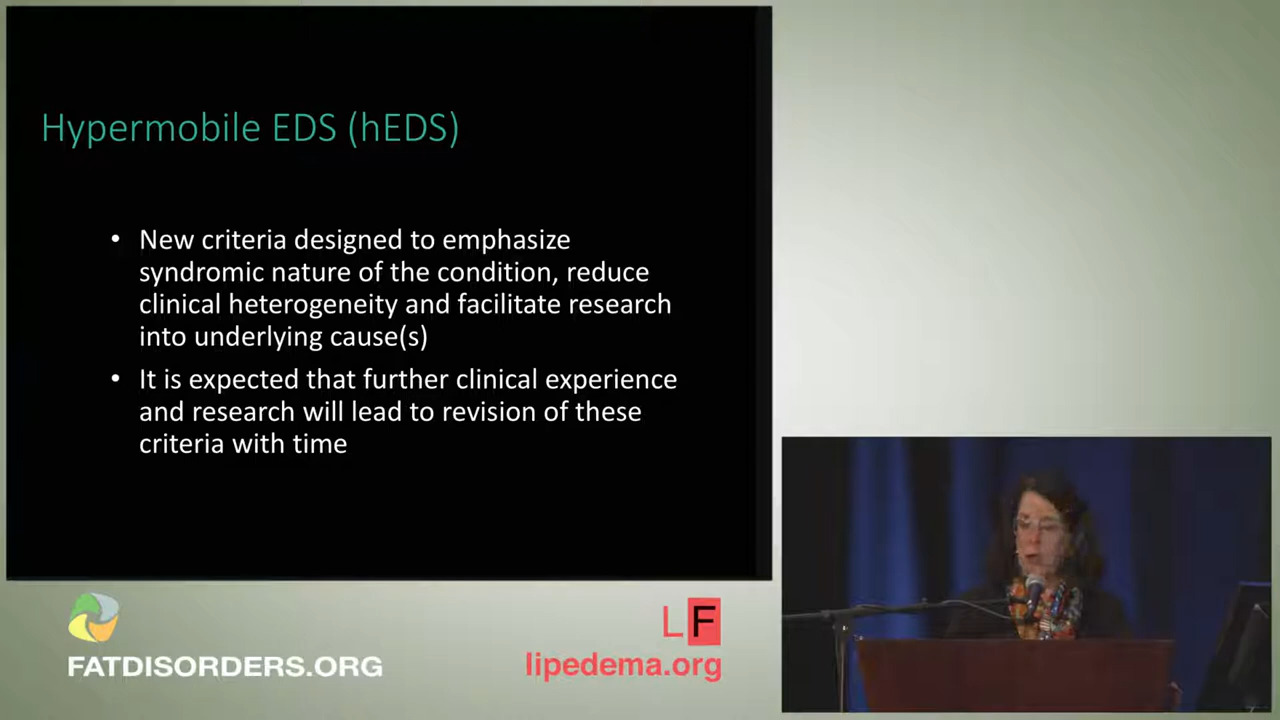 Hypermobile EDS (hEDS)
• New criteria designed to emphasize
syndromic nature of the condition, reduce
clinical heterogeneity and facilitate research
into underlying cause(s)
• It is expected that further clinical experience
and research will lead to revision of these
criteria with time
FATDISORDERS.ORG
LF
lipedema.org